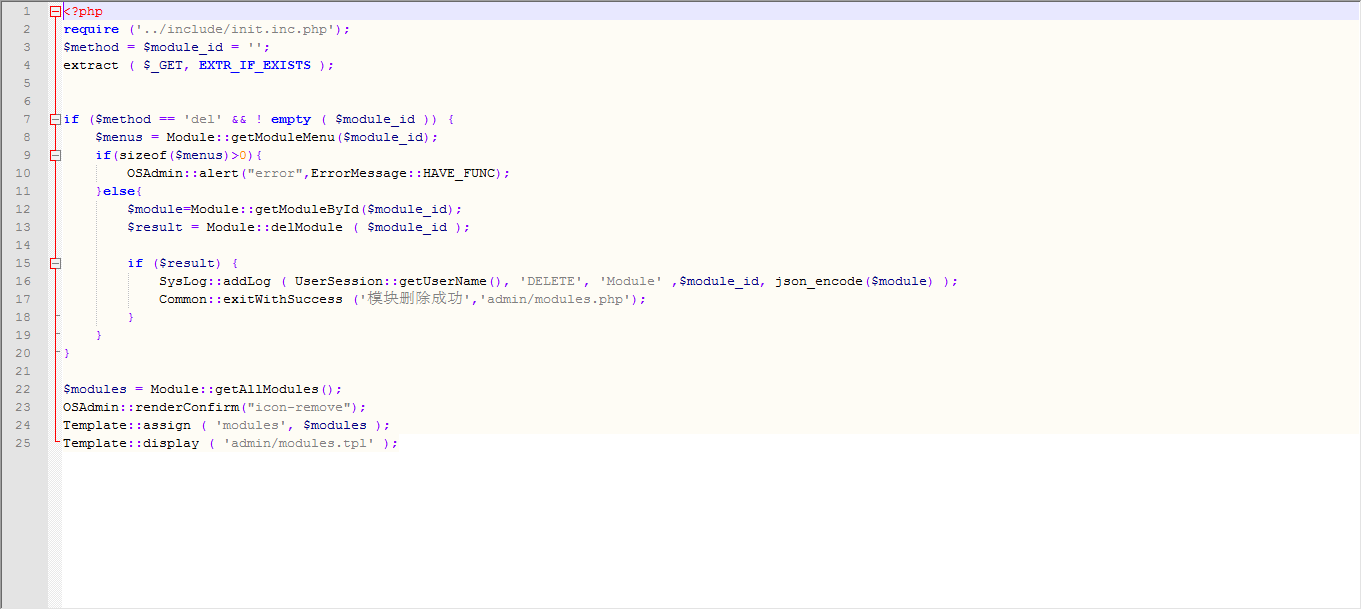 1 <?php
2 require ('../include/init.inc.php');
3 $method = $module_id = '';
4 extract ( $_GET, EXTR_IF_EXISTS );
5
6
7 if ($method == 'del' && ! empty ( $module_id )) {
8     $menus = Module::getModuleMenu($module_id);
9     if(sizeof($menus)>0){
10         OSAdmin::alert("error",ErrorMessage::HAVE_FUNC);
11     }else{
12         $module=Module::getModuleById($module_id);
13         $result = Module::delModule ( $module_id );
14
15         if ($result) {
16             SysLog::addLog ( UserSession::getUserName(), 'DELETE', 'Module' ,$module_id, json_encode($module) );
17             Common::exitWithSuccess ('模块删除成功','admin/modules.php');
18         }
19     }
20 }
21
22 $modules = Module::getAllModules();
23 OSAdmin::renderConfirm("icon-remove");
24 Template::assign ( 'modules', $modules );
25 Template::display ( 'admin/modules.tpl' );